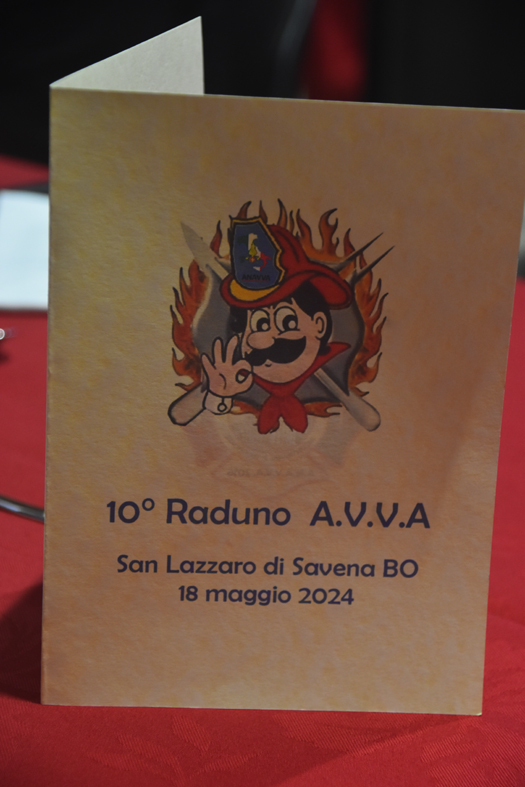 10° Raduno A.V.V.A
San Lazzaro di Savena BO
18 maggio 2024